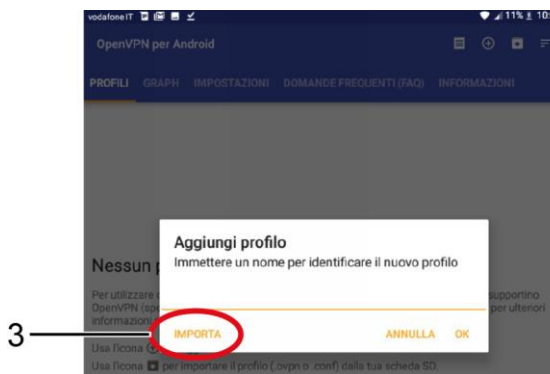 vodafone IT 11% 10:
OpenVPN per Android
PROFILI GRAPH IMPOSTAZIONI DOMANDE FREQUENTI (FAQ) INFORMAZIONI
Aggiungi profilo
Nessun p
Immettere un nome per identificare il nuovo profilo
Per utilizzare supportino
OpenVPN (spe per ulteriori
informazioni
3
IMPORTA ANNULLA OK
Usa l'icona
Usa l'icona per importare il profilo (.ovpn o .conf) dalla tua scheda SD.